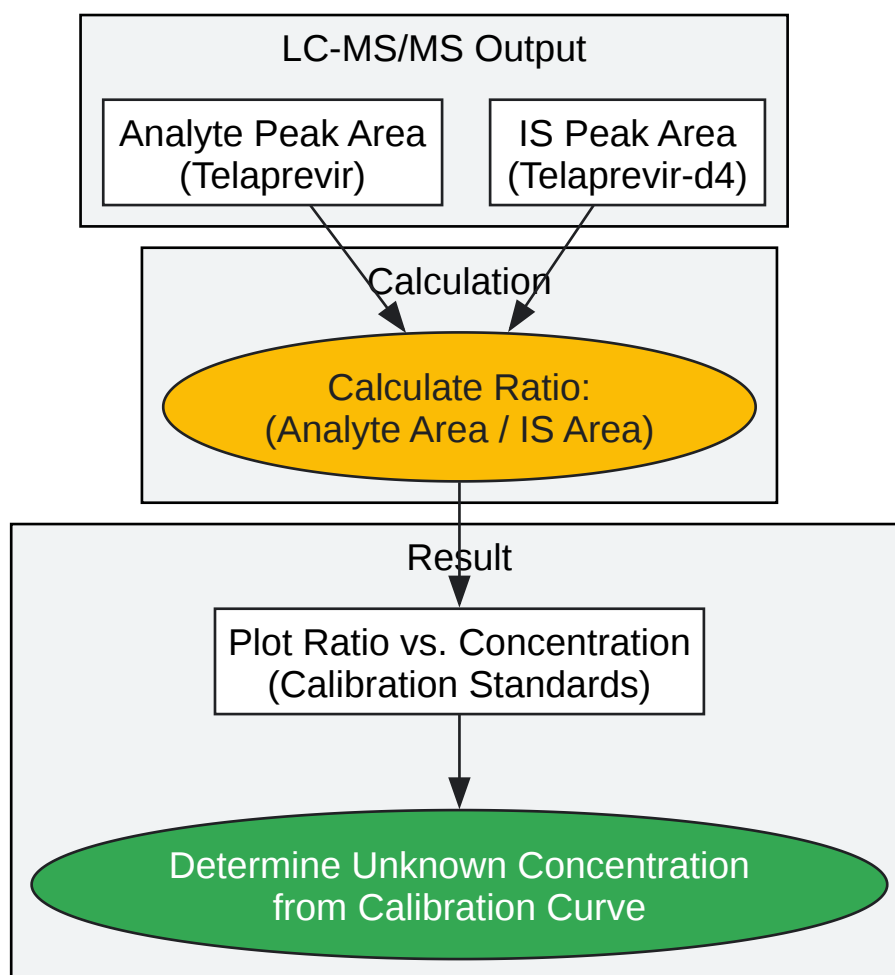 LC-MS/MS Output
Analyte Peak Area
(Telaprevir)
IS Peak Area
(Telaprevir-d4)
Calculation
Calculate Ratio:
(Analyte Area / IS Area)
Result
Plot Ratio vs. Concentration
(Calibration Standards)
Determine Unknown Concentration
from Calibration Curve